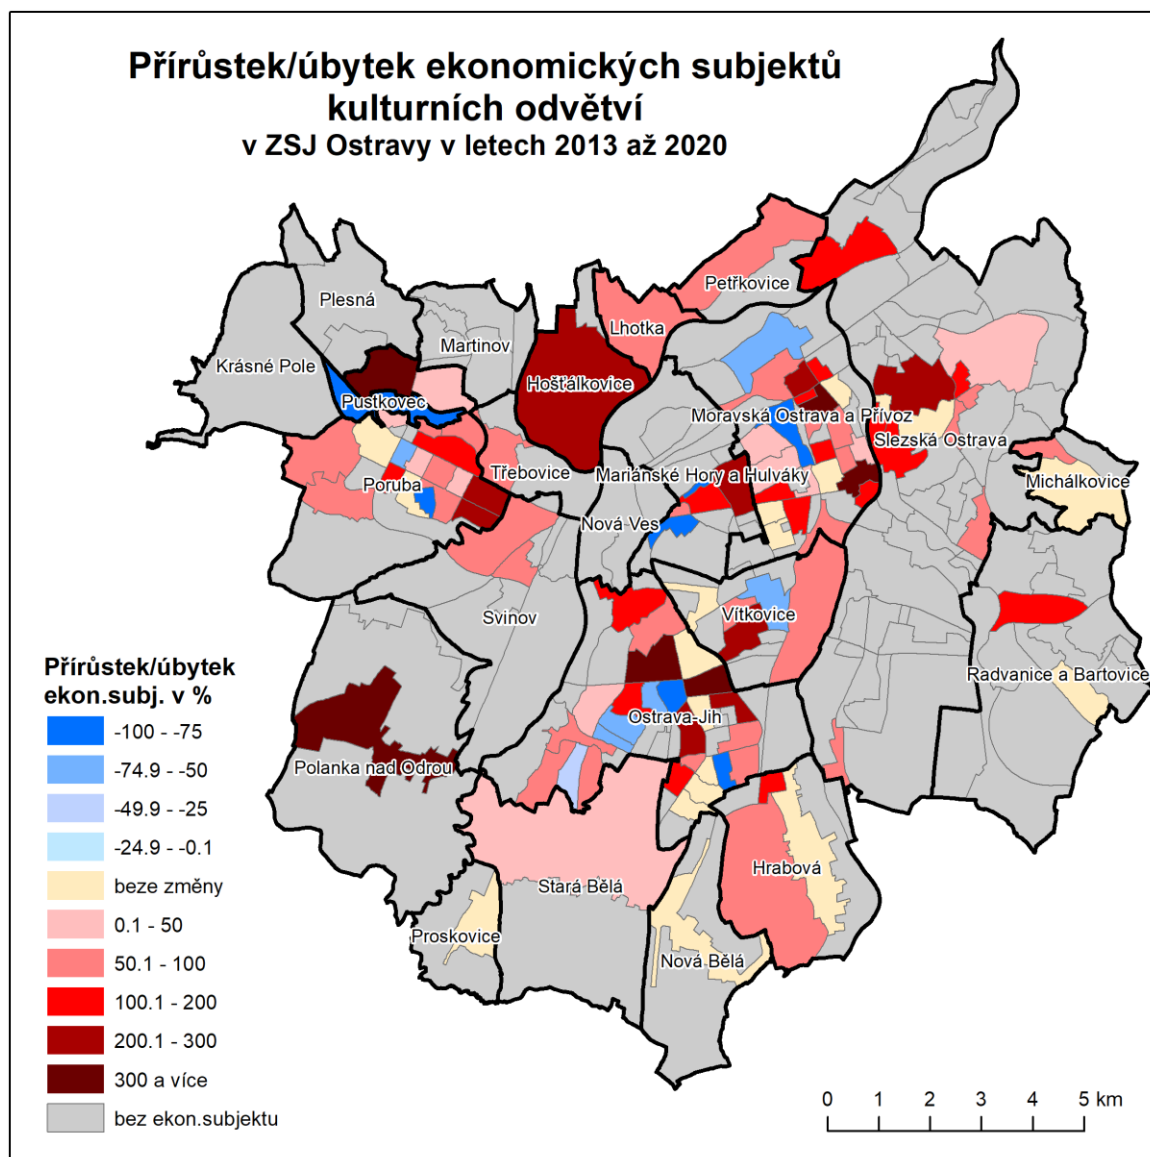 Přírůstek/úbytek ekonomických subjektů
kulturních odvětví
v ZSJ Ostravy v letech 2013 až 2020
Petřkovice
Plesná
Lhotka
Martinov
Krásné Pole
Hošťálkovice
Pustkovec
Moravská Ostrava a Přívoz
Slezská Ostrava
Třebovice
Mariánské Hory a Hulváky
Michálkovice
Poruba
Nová Ves
Svinov
Vítkovice
Radvanice a Bartovice
Ostrava-Jih
Polanka nad Odrou
Hrabová
Stará Bělá
Proskovice
Nová Bělá
Přírůstek/úbytek
ekon.subj. v %
-100 - -75
-74.9 - -50
-49.9 - -25
-24.9 - -0.1
beze změny
0.1 - 50
50.1 - 100
100.1 - 200
200.1 - 300
300 a více
bez ekon.subjektu
0 1 2 3 4 5 km